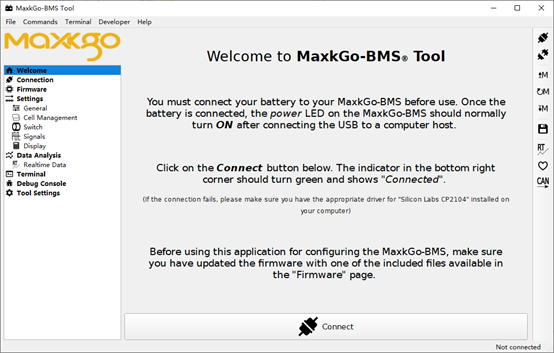 MaxkGo-BMS Tool
File Commands Terminal Developer Help
Maxkgo
Welcome
Connection
Firmware
Settings
General
Cell Management
Switch
Signals
Display
Data Analysis
Realtime Data
Terminal
Debug Console
Tool Settings
Welcome to MaxkGo-BMS® Tool
You must connect your battery to your MaxkGo-BMS before use. Once
the battery is connected, the power LED on the MaxkGo-BMS should normally
turn ON after connecting the USB to a computer host.
Click on the Connect button below. The indicator in the bottom right
corner should turn green and shows "Connected".
(If the connection fails, please make sure you have the appropriate driver for "Silicon Labs CP2104" installed on
your computer)
Before using this application for configuring the MaxkGo-BMS, make sure
you have updated the firmware with one of the included files available in
the "Firmware" page.
Connect
↑M
↻M
↓M
RT
CAN
Not connected